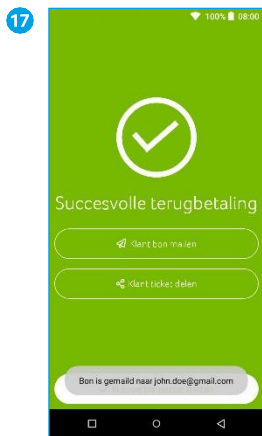 17
100% 08:00
Succesvolle terugbetaling
Klant bon mailen
Klant ticket delen
Bon is gemaild naar john.doe@gmail.com